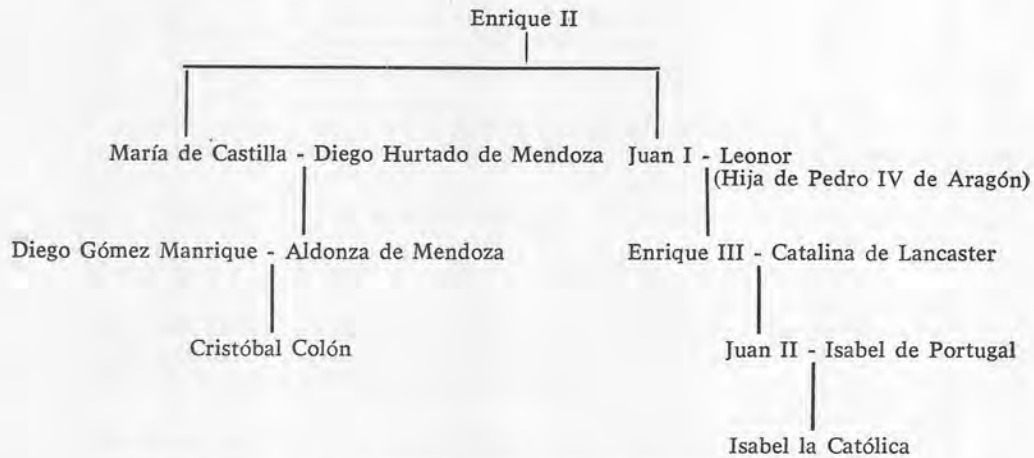 Enrique II
María de Castilla - Diego Hurtado de Mendoza Juan I - Leonor
(Hija de Pedro IV de Aragón)
Diego Gómez Manrique - Aldonza de Mendoza Enrique III - Catalina de Lancaster
Cristóbal Colón Juan II - Isabel de Portugal
Isabel la Católica